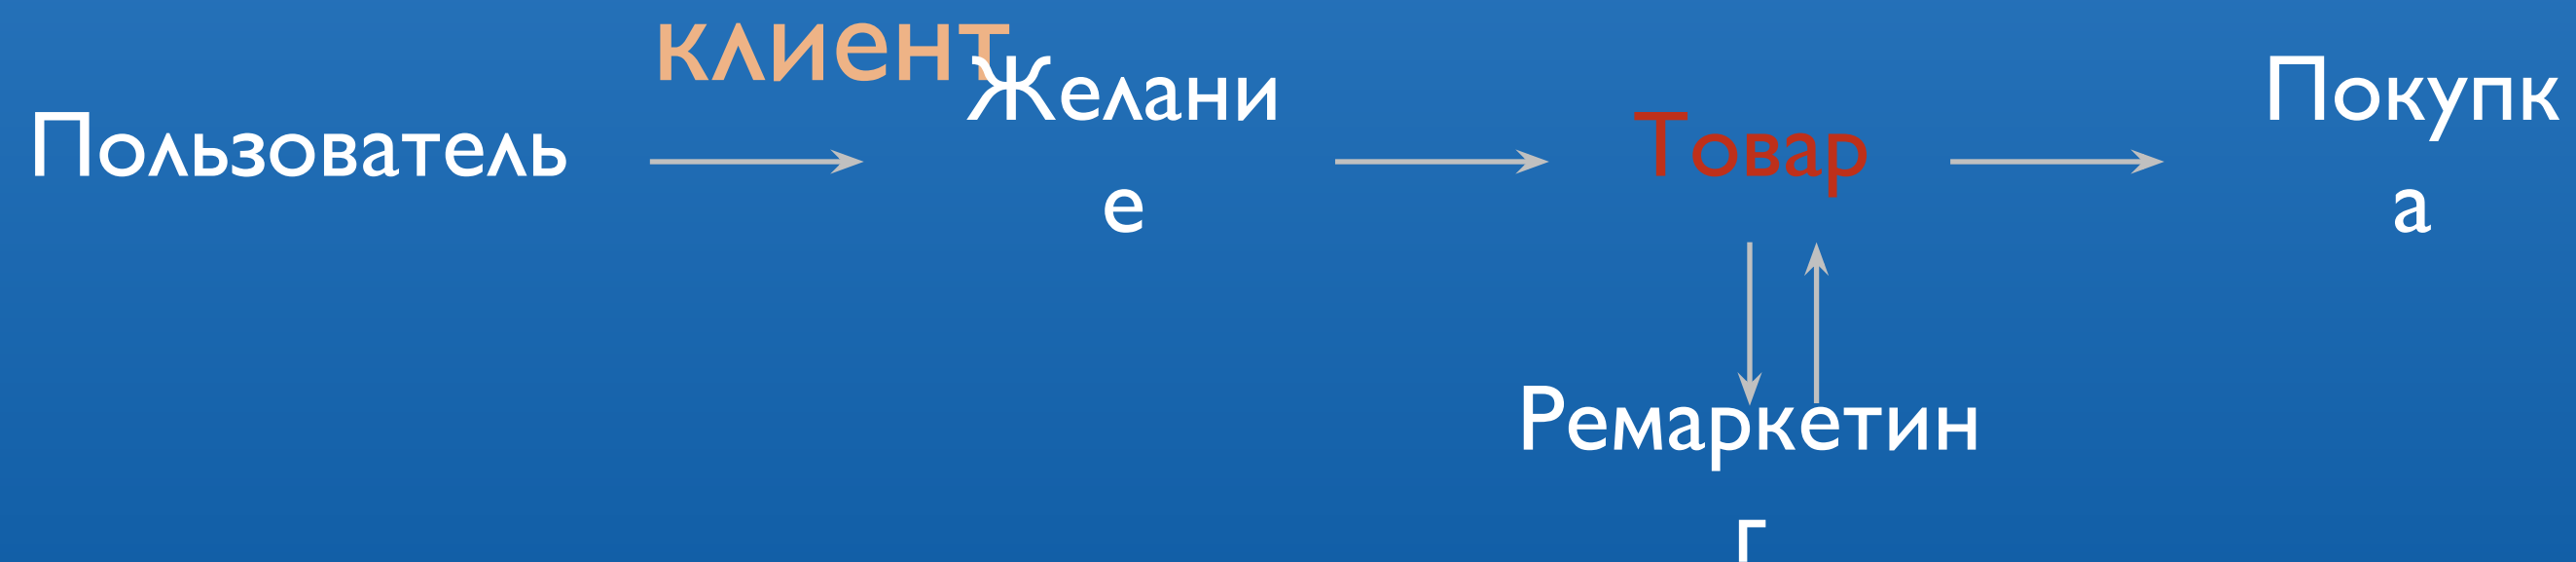 клиент
Пользователь
Желани
е
Товар
Покупк
а
Ремаркетин
г